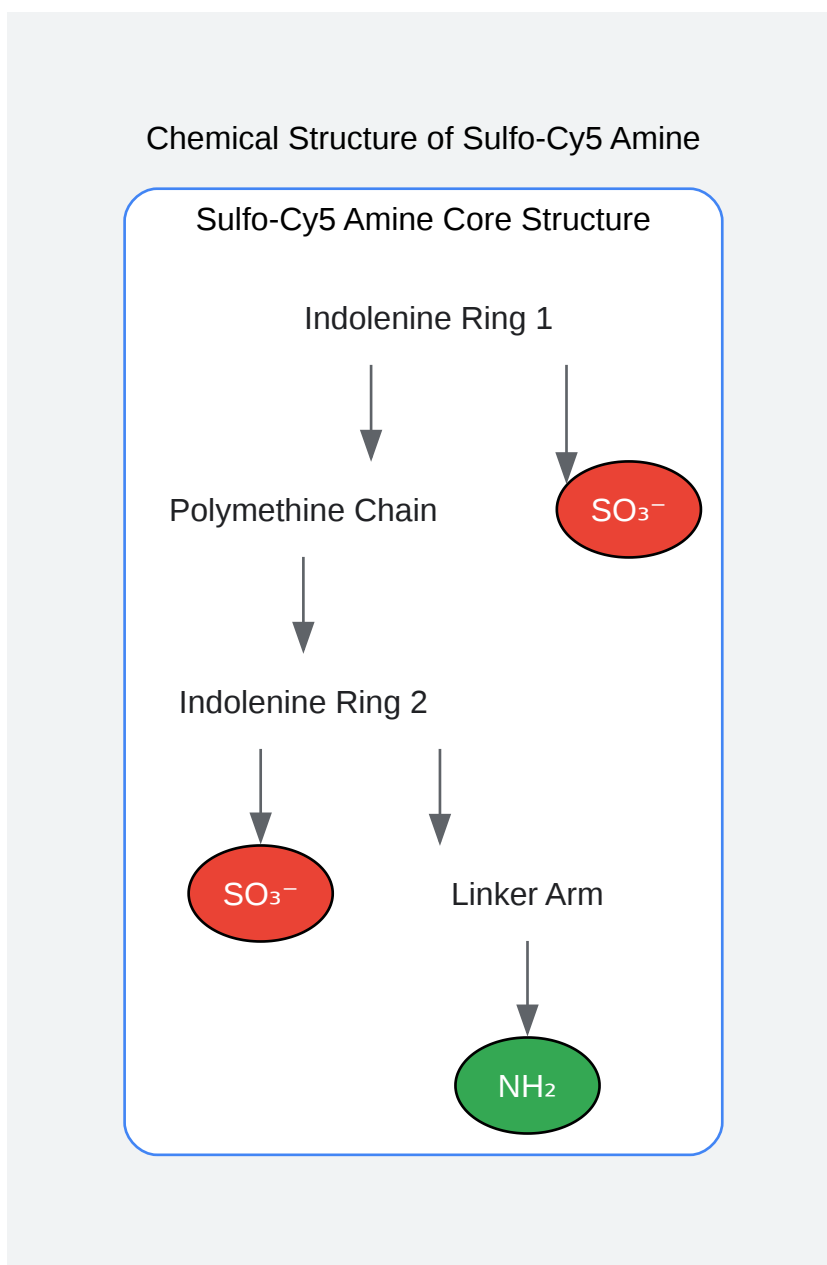 Chemical Structure of Sulfo-Cy5 Amine
Sulfo-Cy5 Amine Core Structure
Indolenine Ring 1
Polymethine Chain
SO₃⁻
Indolenine Ring 2
SO₃⁻
Linker Arm
NH₂